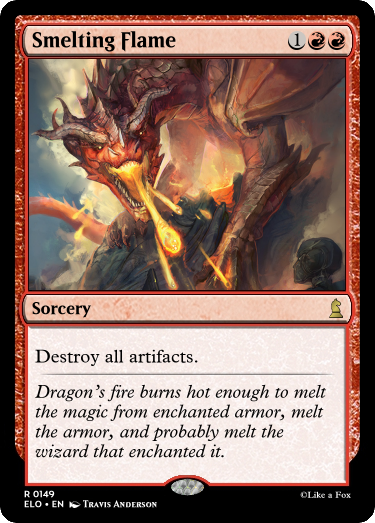 Smelting Flame 1
Sorcery
Destroy all artifacts.
Dragon's fire burns hot enough to melt
the magic from enchanted armor, melt
the armor, and probably melt the
wizard that enchanted it.
R 0149
ELO • EN Travis Anderson
©Like a Fox